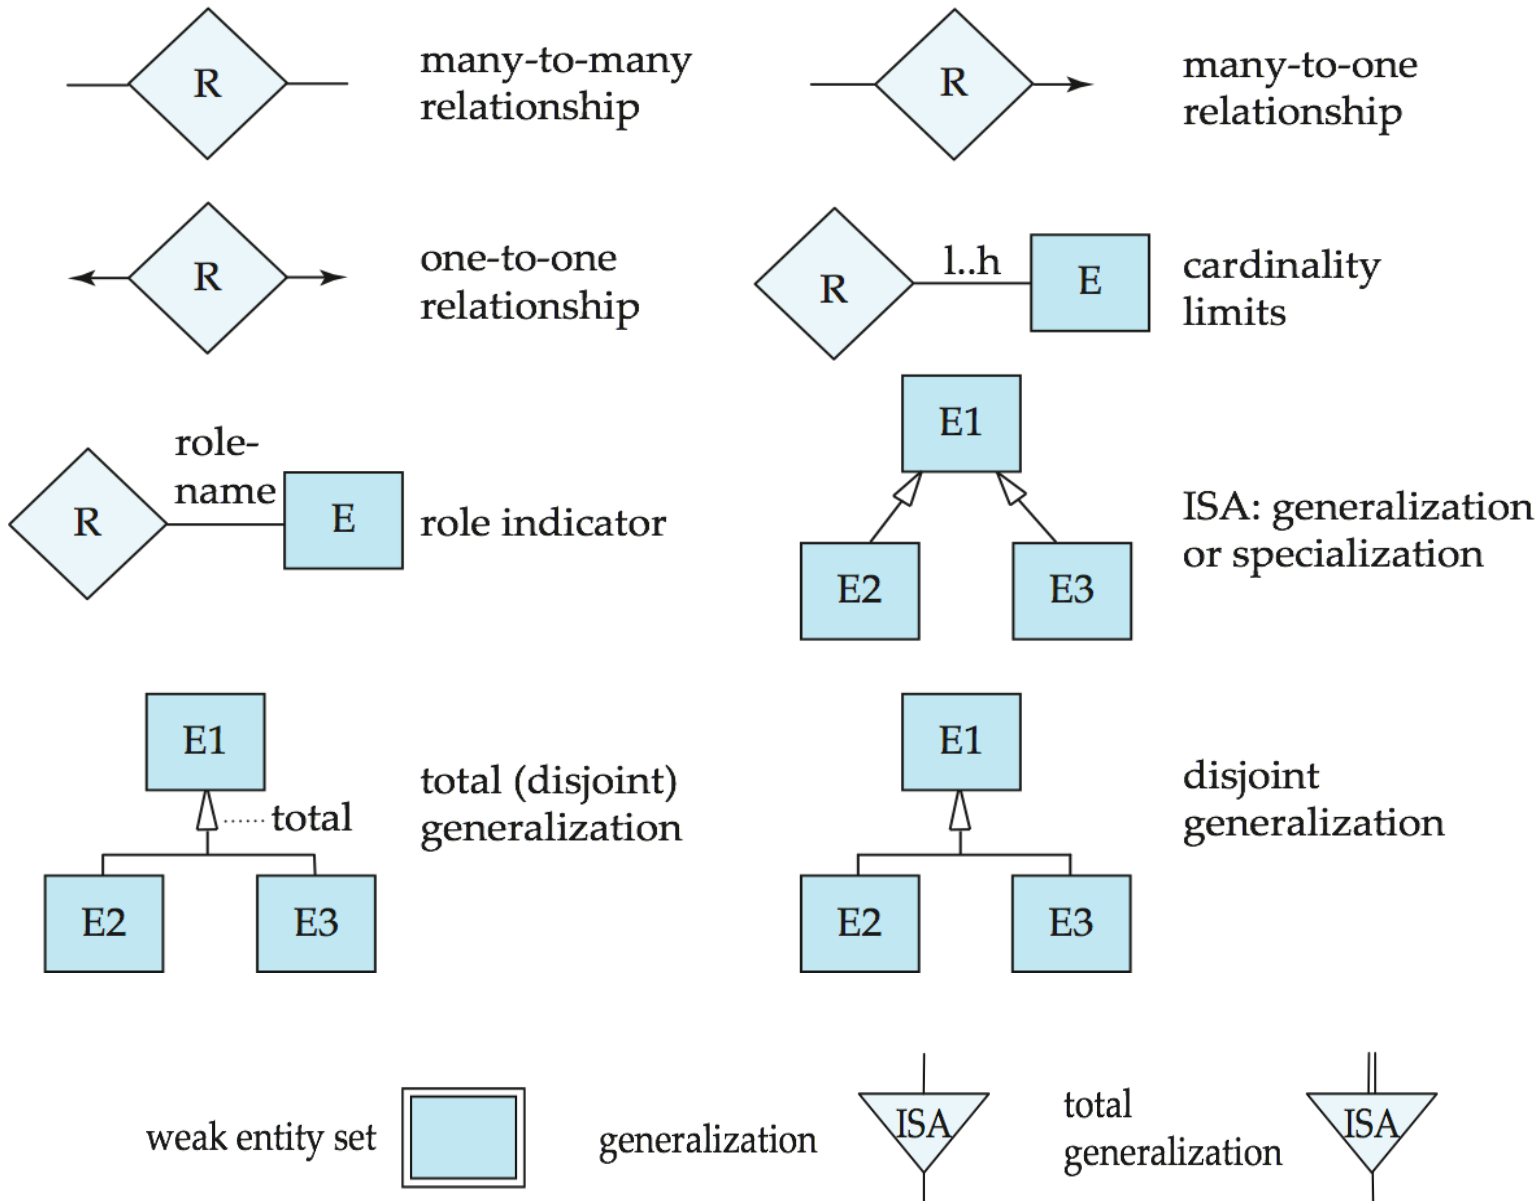 R
many-to-many
relationship
R
many-to-one
relationship
R
one-to-one
relationship
R
l..h
E
cardinality
limits
R
role-
name
E
role indicator
E1
E2
E3
ISA: generalization
or specialization
E1
total
E2
E3
total (disjoint)
generalization
E1
E2
E3
disjoint
generalization
weak entity set
generalization
ISA
total
generalization
ISA